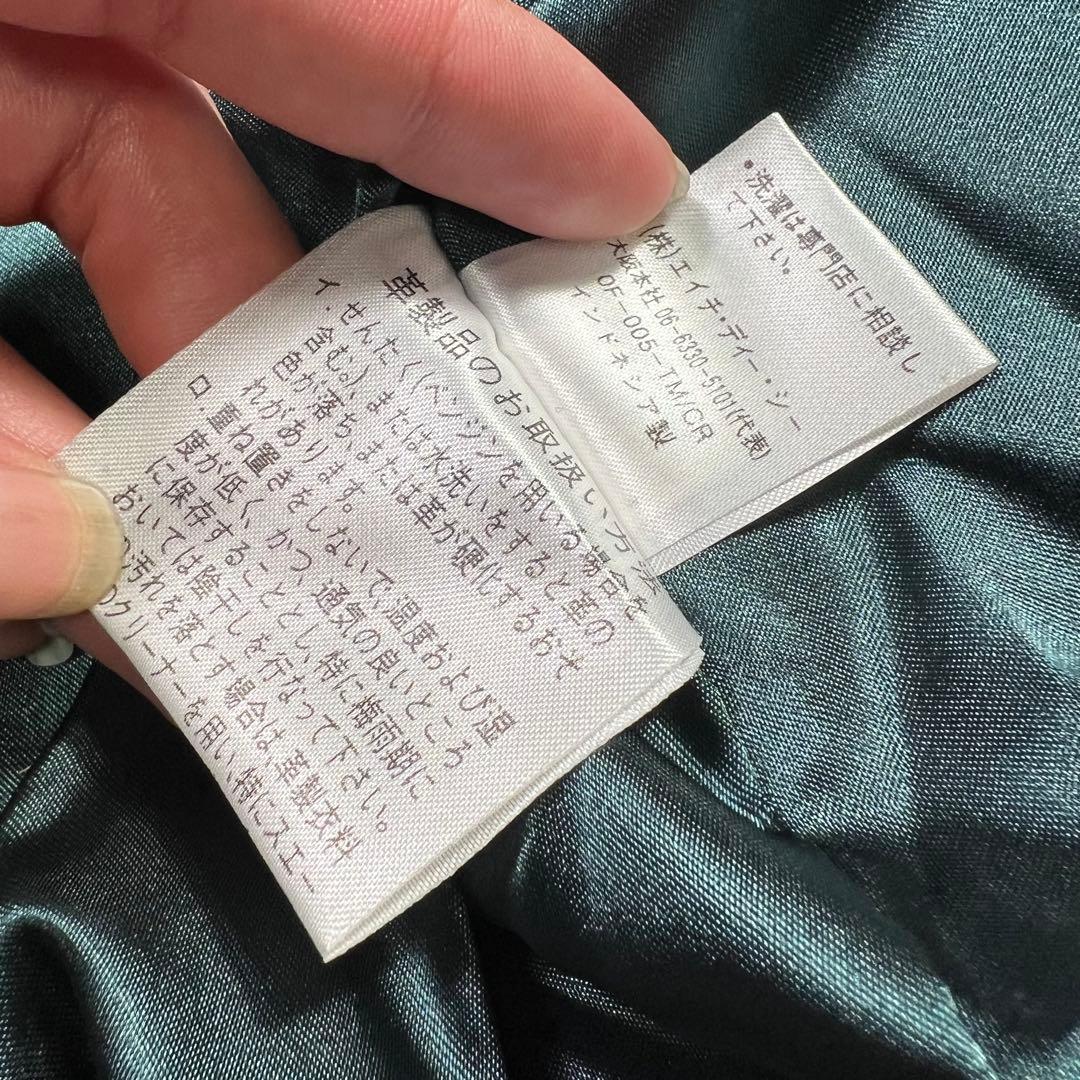 •洗濯は専門店に相談し
て下さい。
(株)エイチ・ディー・シー
大阪本社 06-6330-5101(代表)
OF-005-TM/CR
インドネシア製
革製品のお取扱い方法
イ.せんたく(ベンジンを用いる場合を
含む。)、または水洗いをすると革の
色が落ち、または革が硬化するおそ
れがあります。
ロ.重ね置きをしないで、温度および湿
度が低く、かつ、通気の良いところ
に保存することとし、特に梅雨期に
おいては陰干しを行なって下さい。
汚れを落とす場合は革製衣料
クリーナーを用い、特にスエー